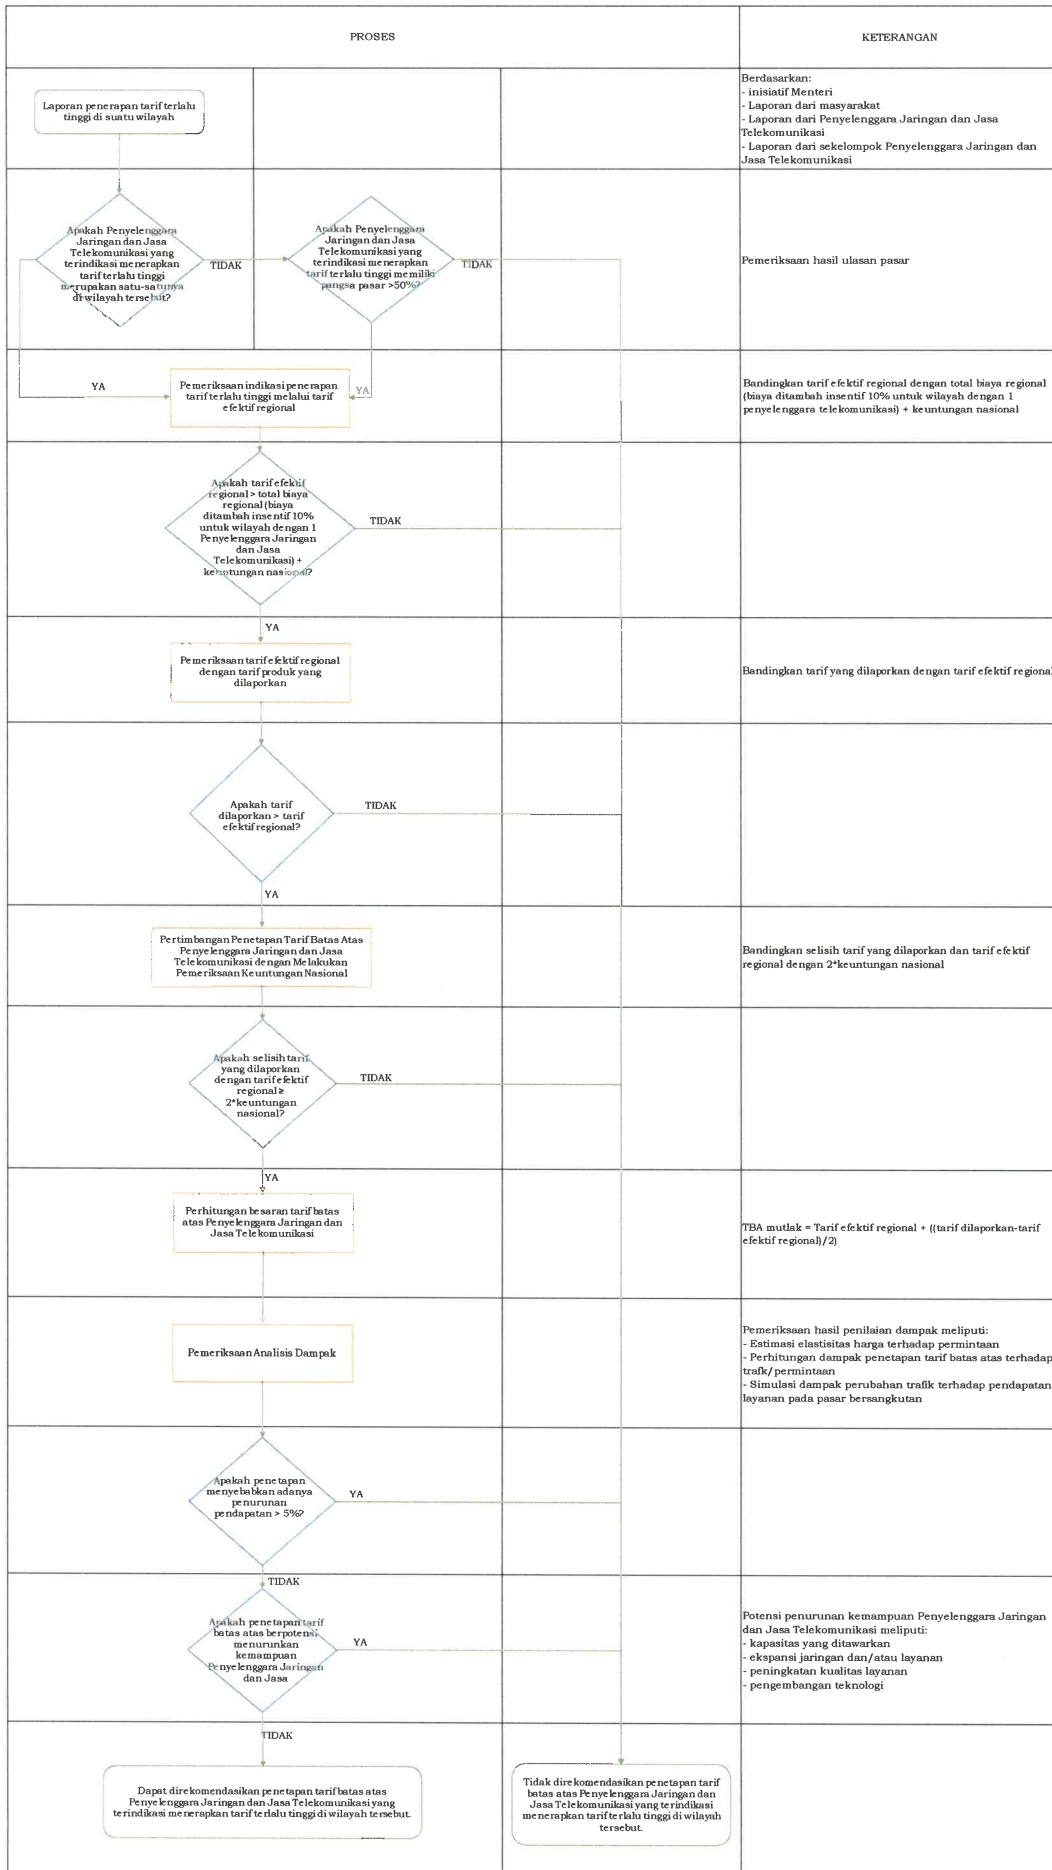 PROSES
KETERANGAN
Laporan penerapan tarif terlalu
tinggi di suatu wilayah
Berdasarkan:
- inisiatif Menteri
- Laporan dari masyarakat
- Laporan dari Penyelenggara Jaringan dan Jasa
Telekomunikasi
- Laporan dari sekelompok Penyelenggara Jaringan dan
Jasa Telekomunikasi
Apakah Penyelenggara
Jaringan dan Jasa
Telekomunikasi yang
terindikasi menerapkan
tarif terlalu tinggi
merupakan satu-satunya
di wilayah tersebut?
TIDAK
Apakah Penyelenggara
Jaringan dan Jasa
Telekomunikasi yang
terindikasi menerapkan
tarif terlalu tinggi memiliki
pangsa pasar >50%?
TIDAK
Pemeriksaan hasil ulasan pasar
YA
Pemeriksaan indikasi penerapan
tarif terlalu tinggi melalui tarif
efektif regional
YA
Bandingkan tarif efektif regional dengan total biaya regional
(biaya ditambah insentif 10% untuk wilayah dengan 1
penyelenggara telekomunikasi) + keuntungan nasional
Apakah tarif efektif
regional > total biaya
regional (biaya
ditambah insentif 10%
untuk wilayah dengan 1
Penyelenggara Jaringan
dan Jasa
Telekomunikasi) +
keuntungan nasional?
TIDAK
YA
Pemeriksaan tarif efektif regional
dengan tarif produk yang
dilaporkan
Bandingkan tarif yang dilaporkan dengan tarif efektif regional
Apakah tarif
dilaporkan > tarif
efektif regional?
TIDAK
YA
Pertimbangan Penetapan Tarif Batas Atas
Penyelenggara Jaringan dan Jasa
Telekomunikasi dengan Melakukan
Pemeriksaan Keuntungan Nasional
Bandingkan selisih tarif yang dilaporkan dan tarif efektif
regional dengan 2*keuntungan nasional
Apakah selisih tarif
yang dilaporkan
dengan tarif efektif
regional ≥
2*keuntungan
nasional?
TIDAK
YA
Perhitungan besaran tarif batas
atas Penyelenggara Jaringan dan
Jasa Telekomunikasi
TBA mutlak = Tarif efektif regional + ((tarif dilaporkan-tarif
efektif regional)/2)
Pemeriksaan Analisis Dampak
Pemeriksaan hasil penilaian dampak meliputi:
- Estimasi elastisitas harga terhadap permintaan
- Perhitungan dampak penetapan tarif batas atas terhadap
trafk/permintaan
- Simulasi dampak perubahan trafik terhadap pendapatan
layanan pada pasar bersangkutan
Apakah penetapan
menyebabkan adanya
penurunan
pendapatan > 5%?
YA
TIDAK
Apakah penetapan tarif
batas atas berpotensi
menurunkan
kemampuan
Penyelenggara Jaringan
dan Jasa
YA
Potensi penurunan kemampuan Penyelenggara Jaringan
dan Jasa Telekomunikasi meliputi:
- kapasitas yang ditawarkan
- ekspansi jaringan dan/atau layanan
- peningkatan kualitas layanan
- pengembangan teknologi
TIDAK
Dapat direkomendasikan penetapan tarif batas atas
Penyelenggara Jaringan dan Jasa Telekomunikasi yang
terindikasi menerapkan tarif terlalu tinggi di wilayah tersebut.
Tidak direkomendasikan penetapan tarif
batas atas Penyelenggara Jaringan dan
Jasa Telekomunikasi yang terindikasi
menerapkan tarif terlalu tinggi di wilayah
tersebut.